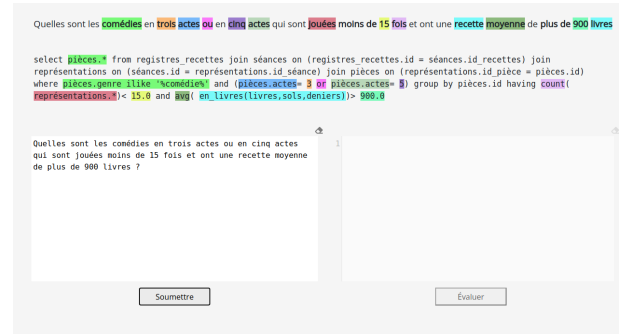 Quelles sont les comédies en trois actes ou en cinq actes qui sont jouées moins de 15 fois et ont une recette moyenne de plus de 900 livres
select pièces.* from registres_recettes join séances on (registres_recettes.id = séances.id_recettes) join
représentations on (séances.id = représentations.id_séance) join pièces on (représentations.id_pièce = pièces.id)
where pièces.genre ilike '%comédie%' and (pièces.actes= 3 or pièces.actes= 5) group by pièces.id having count(
représentations.*)< 15.0 and avg( en_livres(livres,sols,deniers))> 900.0
Quelles sont les comédies en trois actes ou en cinq actes
qui sont jouées moins de 15 fois et ont une recette moyenne
de plus de 900 livres ?
1
Soumettre
Évaluer